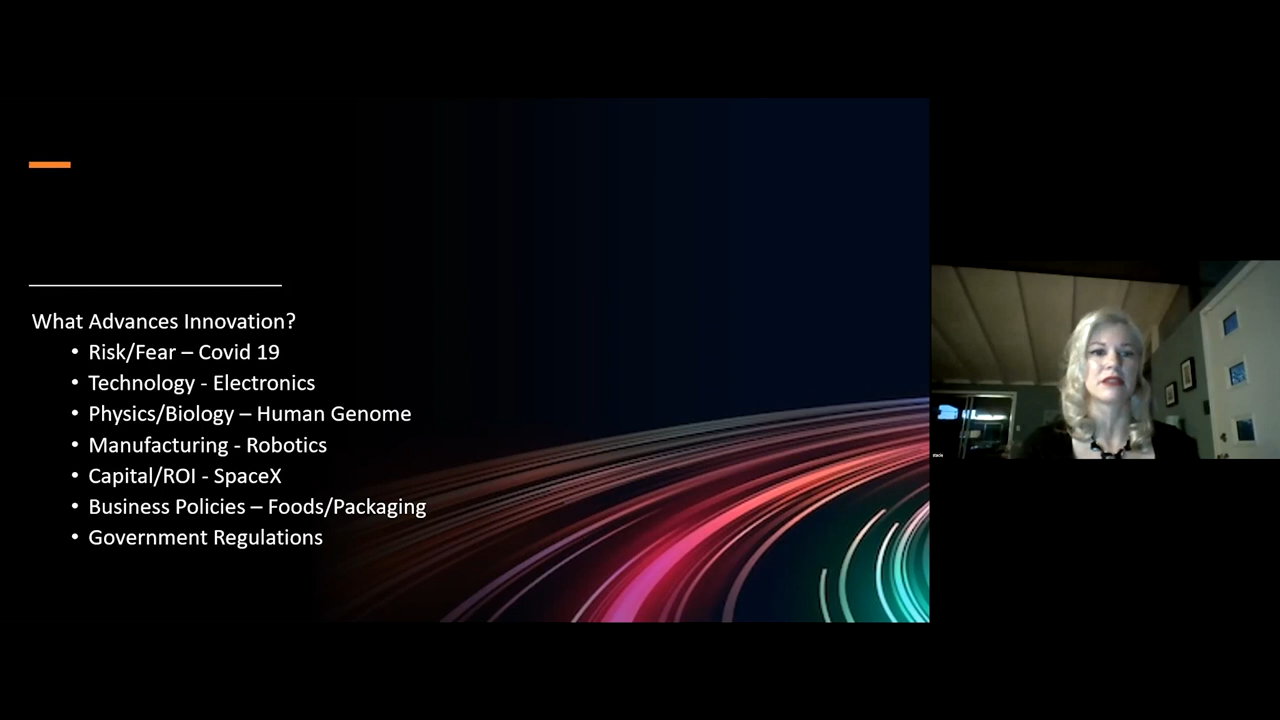 What Advances Innovation?
• Risk/Fear – Covid 19
• Technology - Electronics
• Physics/Biology – Human Genome
• Manufacturing - Robotics
• Capital/ROI - SpaceX
• Business Policies – Foods/Packaging
• Government Regulations